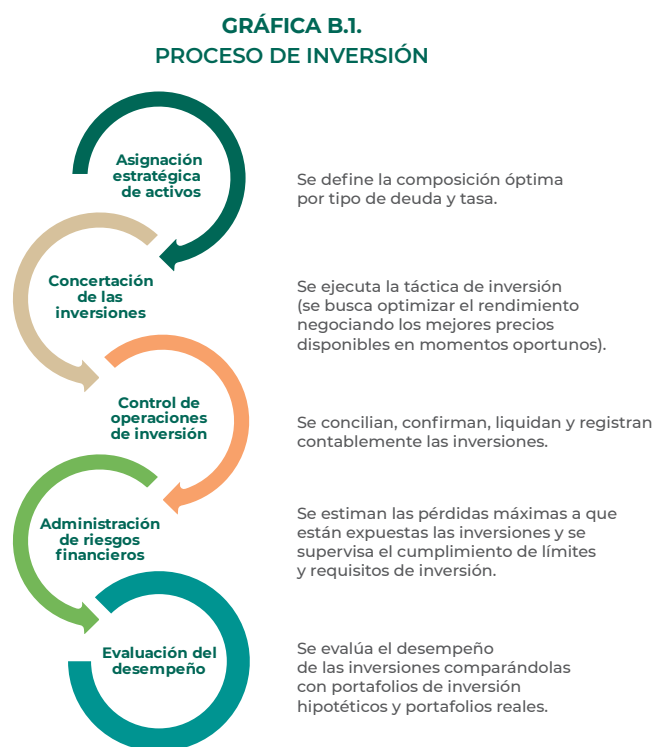 GRÁFICA B.1.
PROCESO DE INVERSIÓN
Asignación
estratégica
de activos
Se define la composición óptima
por tipo de deuda y tasa.
Concertación
de las
inversiones
Se ejecuta la táctica de inversión
(se busca optimizar el rendimiento
negociando los mejores precios
disponibles en momentos oportunos).
Control de
operaciones
de inversión
Se concilian, confirman, liquidan y registran
contablemente las inversiones.
Administración
de riesgos
financieros
Se estiman las pérdidas máximas a que
están expuestas las inversiones y se
supervisa el cumplimiento de límites
y requisitos de inversión.
Evaluación del
desempeño
Se evalúa el desempeño
de las inversiones comparándolas
con portafolios de inversión
hipotéticos y portafolios reales.